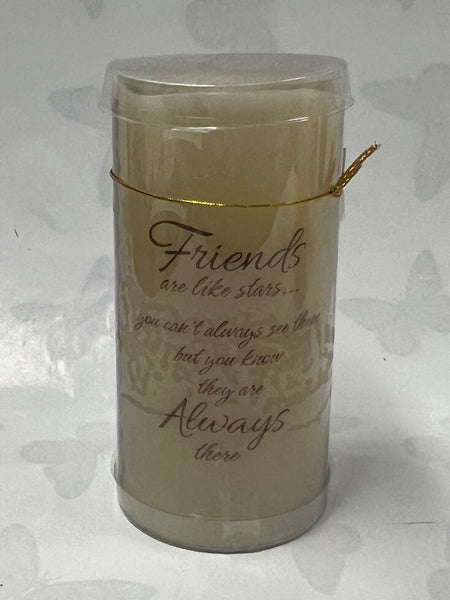 Friends
are like stars...
you can't always see them
but you know
they are
Always
there